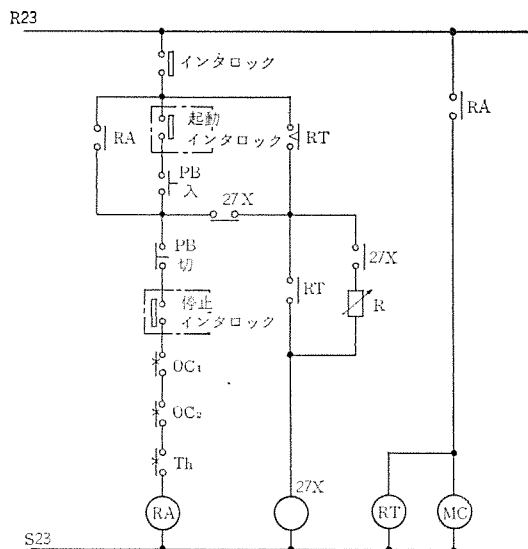 R23
インタロック
RA
起動
インタロック
RT
RA
PB
入
27X
PB
切
27X
RT
R
停止
インタロック
OC₁
OC₂
Th
27X
RA
RT
MC
S23